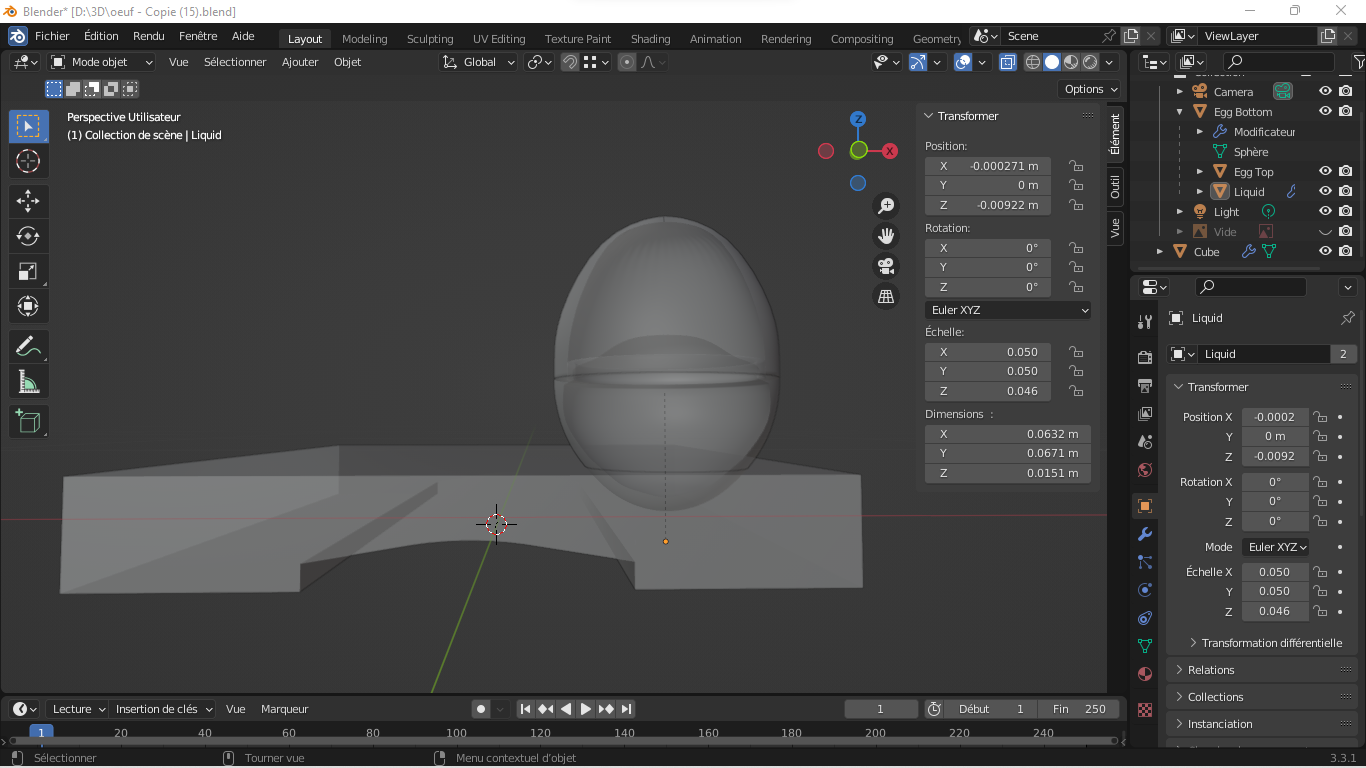 Blender* [D:\3D\oeuf - Copie (15).blend]
Fichier Édition Rendu Fenêtre Aide Layout Modeling Sculpting UV Editing Texture Paint Shading Animation Rendering Compositing Geometry Scene ViewLayer
Mode objet Vue Sélectionner Ajouter Objet Global
Options
Perspective Utilisateur
(1) Collection de scène | Liquid
Z
X
Transformer
Position:
X -0.000271 m
Y 0 m
Z -0.00922 m
Rotation:
X 0°
Y 0°
Z 0°
Euler XYZ
Échelle:
X 0.050
Y 0.050
Z 0.046
Dimensions :
X 0.0632 m
Y 0.0671 m
Z 0.0151 m
Élément
Outil
Vue
Camera
Egg Bottom
Modificateur
Sphère
Egg Top
Liquid
Light
Vide
Cube
Liquid
Liquid 2
Transformer
Position X -0.0002
Y 0 m
Z -0.0092
Rotation X 0°
Y 0°
Z 0°
Mode Euler XYZ
Échelle X 0.050
Y 0.050
Z 0.046
Transformation différentielle
Relations
Collections
Instanciation
Lecture Insertion de clés Vue Marqueur 1 Début 1 Fin 250
1 20 40 60 80 100 120 140 160 180 200 220 240
Sélectionner Tourner vue Menu contextuel d'objet 3.3.1